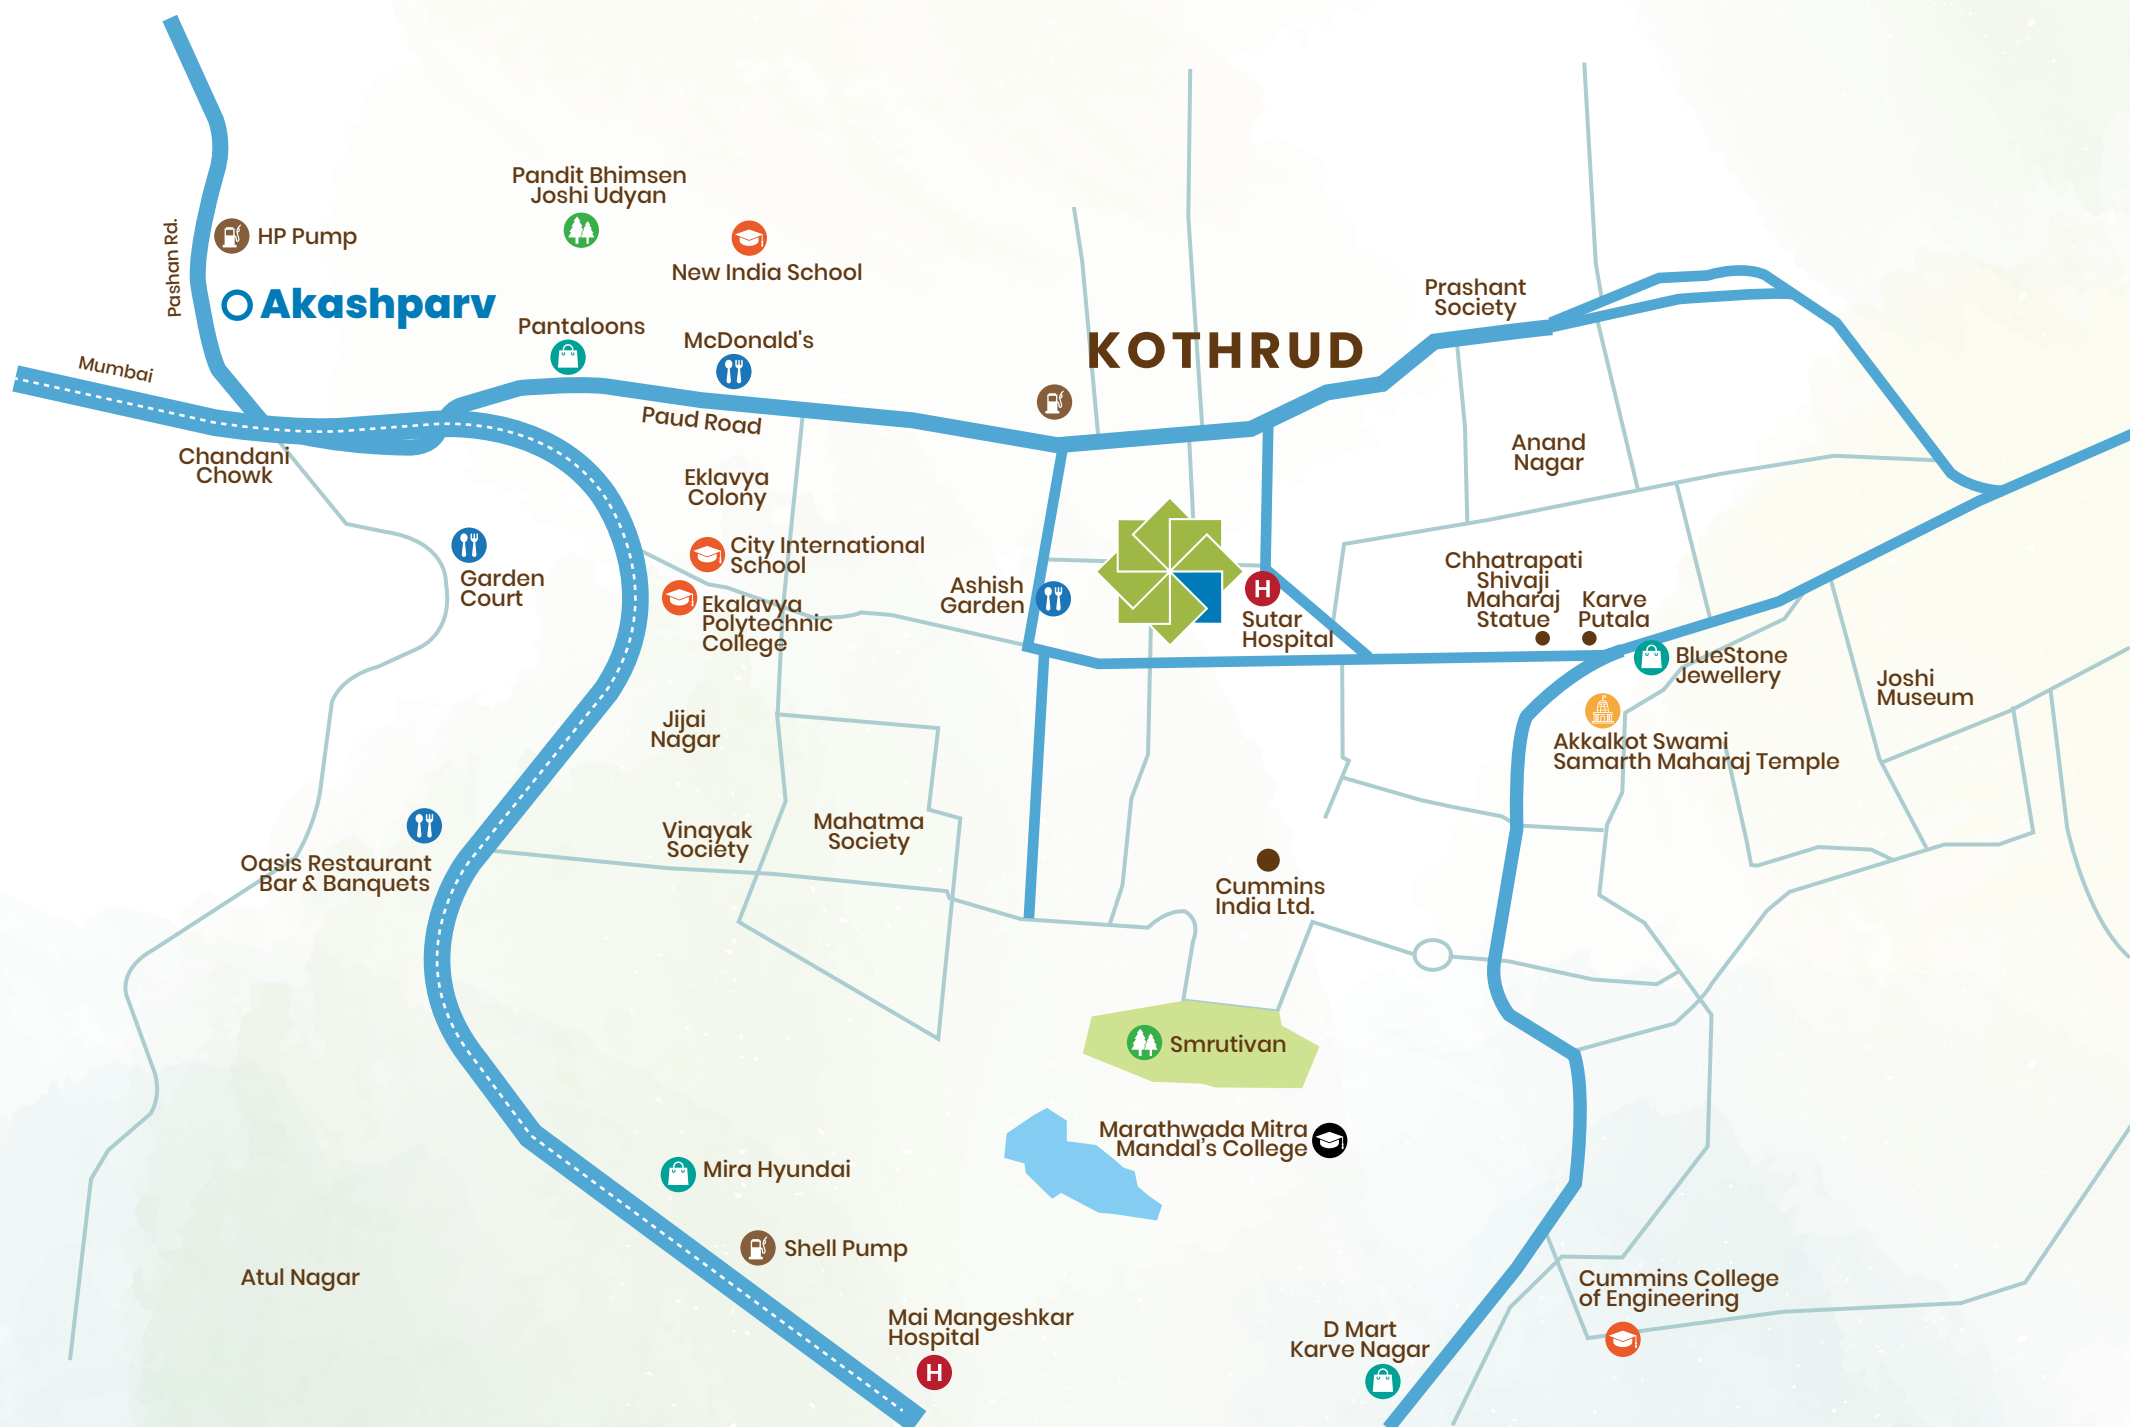 Pandit Bhimsen
Joshi Udyan
Pashan Rd.
HP Pump
New India School
Akashparv
Prashant
Society
Pantaloons
McDonald's
KOTHRUD
Mumbai
Paud Road
Chandani
Chowk
Eklavya
Colony
Anand
Nagar
Garden
Court
City International
School
Ekalavya
Polytechnic
College
Ashish
Garden
H
Sutar
Hospital
Chhatrapati
Shivaji
Maharaj
Statue
Karve
Putala
BlueStone
Jewellery
Joshi
Museum
Jijai
Nagar
Akkalkot Swami
Samarth Maharaj Temple
Vinayak
Society
Mahatma
Society
Oasis Restaurant
Bar & Banquets
Cummins
India Ltd.
Smrutivan
Marathwada Mitra
Mandal's College
Mira Hyundai
Shell Pump
Atul Nagar
Mai Mangeshkar
Hospital
H
D Mart
Karve Nagar
Cummins College
of Engineering